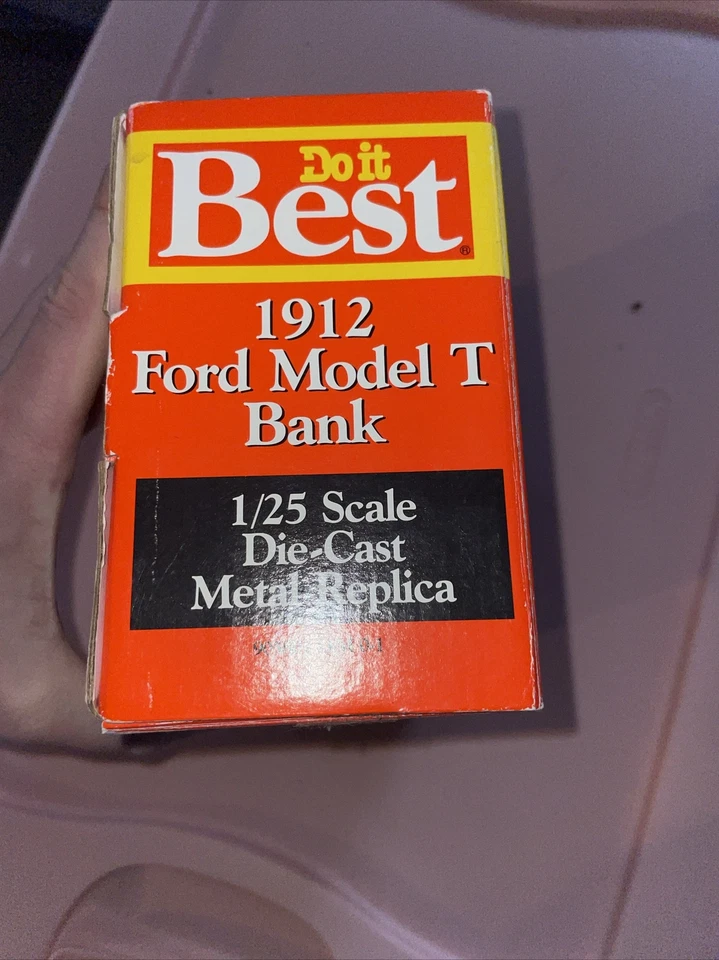 Do it
Best®
1912
Ford Model T
Bank
1/25 Scale
Die-Cast
Metal Replica